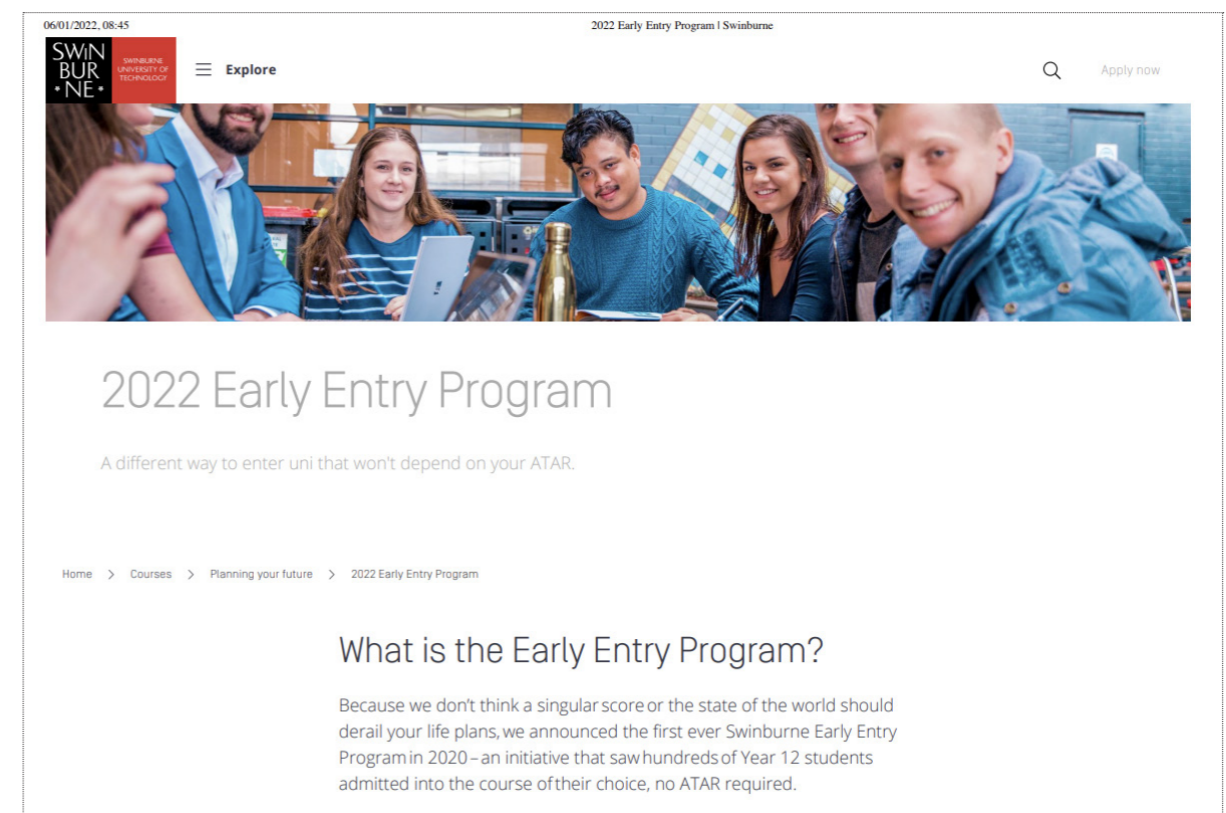 06/01/2022, 08:45
2022 Early Entry Program | Swinburne
SWIN
BUR
• NE •
SWINBURNE
UNIVERSITY OF
TECHNOLOGY
Explore
Apply now
2022 Early Entry Program
A different way to enter uni that won't depend on your ATAR.
Home > Courses > Planning your future > 2022 Early Entry Program
What is the Early Entry Program?
Because we don’t think a singular score or the state of the world should
derail your life plans, we announced the first ever Swinburne Early Entry
Program in 2020 – an initiative that saw hundreds of Year 12 students
admitted into the course of their choice, no ATAR required.